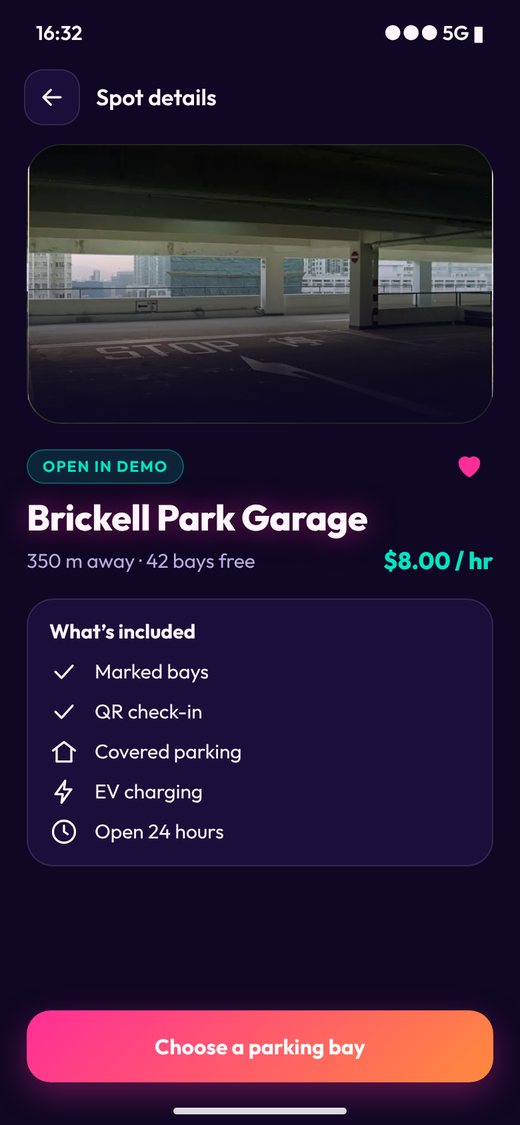 16:32
5G
Spot details
STOP 停
OPEN IN DEMO
Brickell Park Garage
350 m away · 42 bays free
$8.00 / hr
What's included
Marked bays
QR check-in
Covered parking
EV charging
Open 24 hours
Choose a parking bay